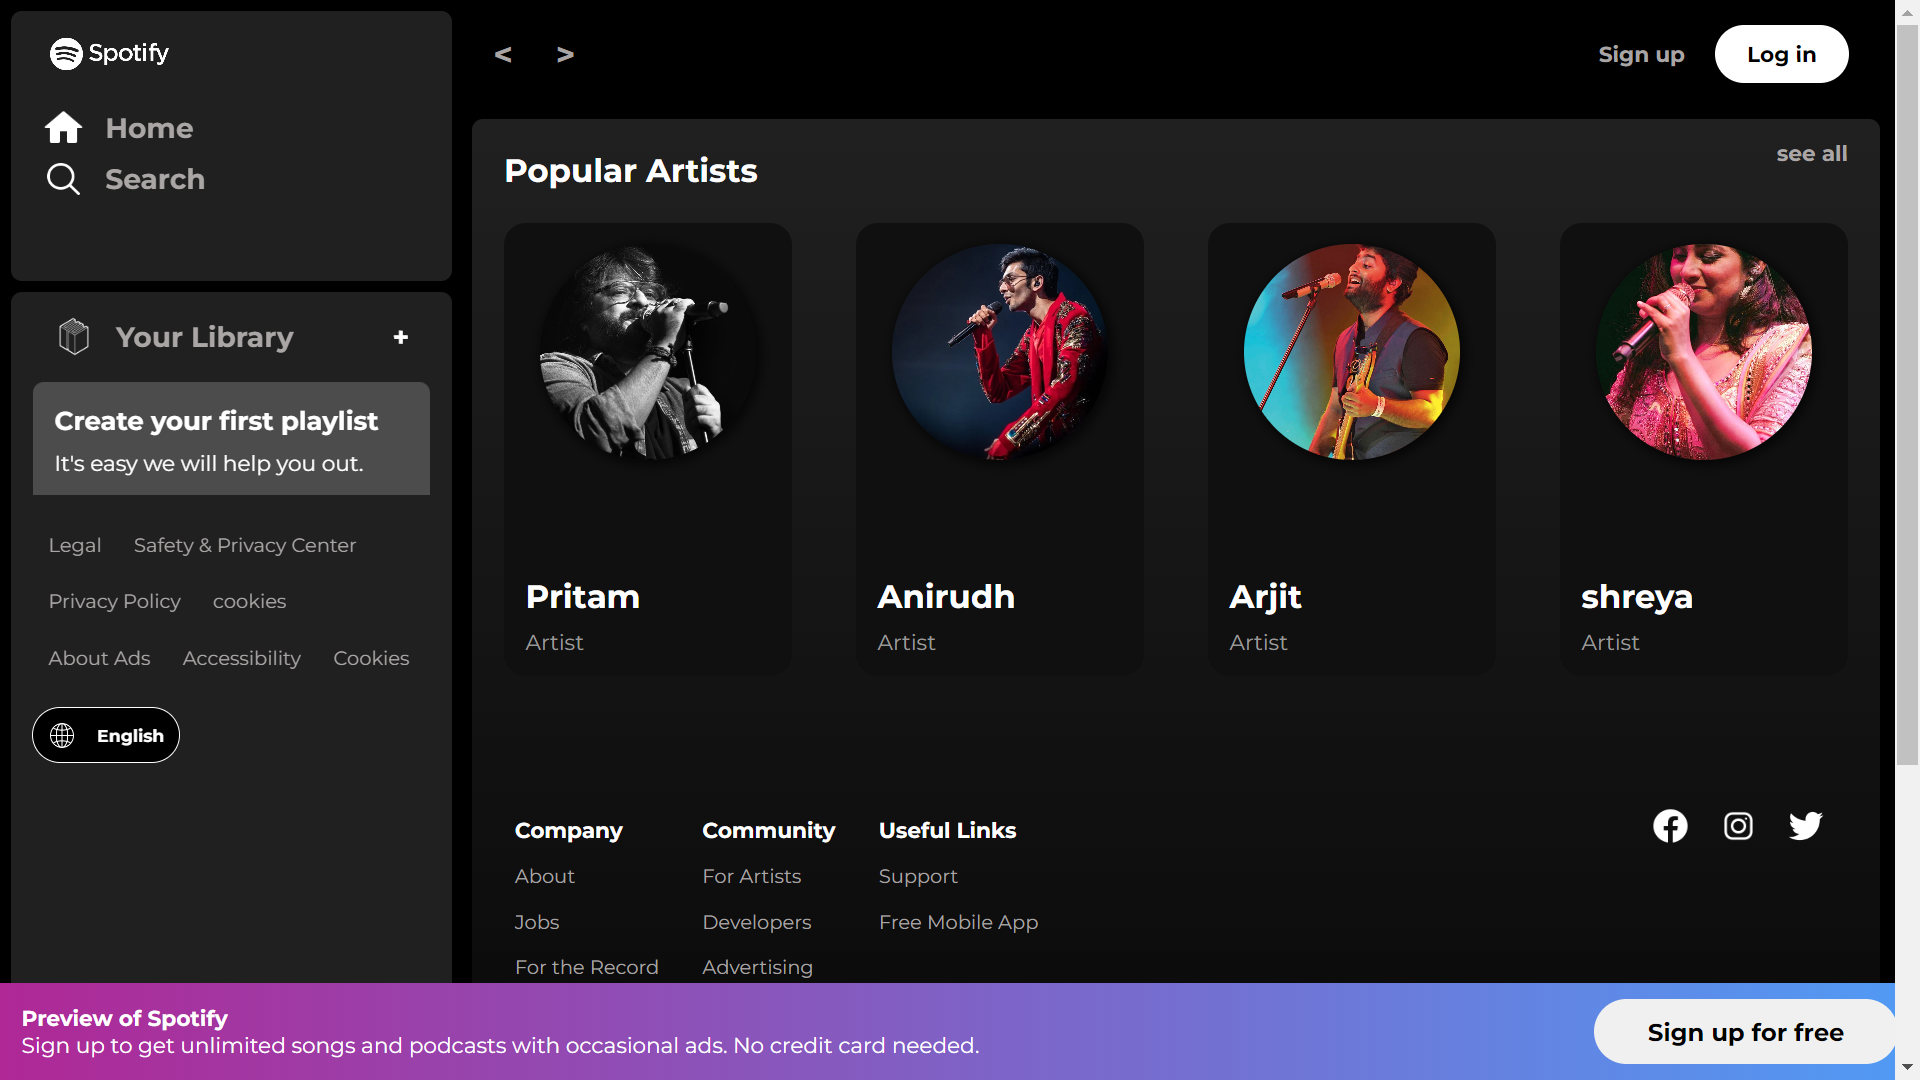 Spotify
Home
Search
Your Library +
Create your first playlist
It's easy we will help you out.
Legal Safety & Privacy Center
Privacy Policy cookies
About Ads Accessibility Cookies
English
< >
Sign up Log in
Popular Artists see all
Pritam
Artist
Anirudh
Artist
Arjit
Artist
shreya
Artist
Company
About
Jobs
For the Record
Community
For Artists
Developers
Advertising
Useful Links
Support
Free Mobile App
Preview of Spotify
Sign up to get unlimited songs and podcasts with occasional ads. No credit card needed.
Sign up for free